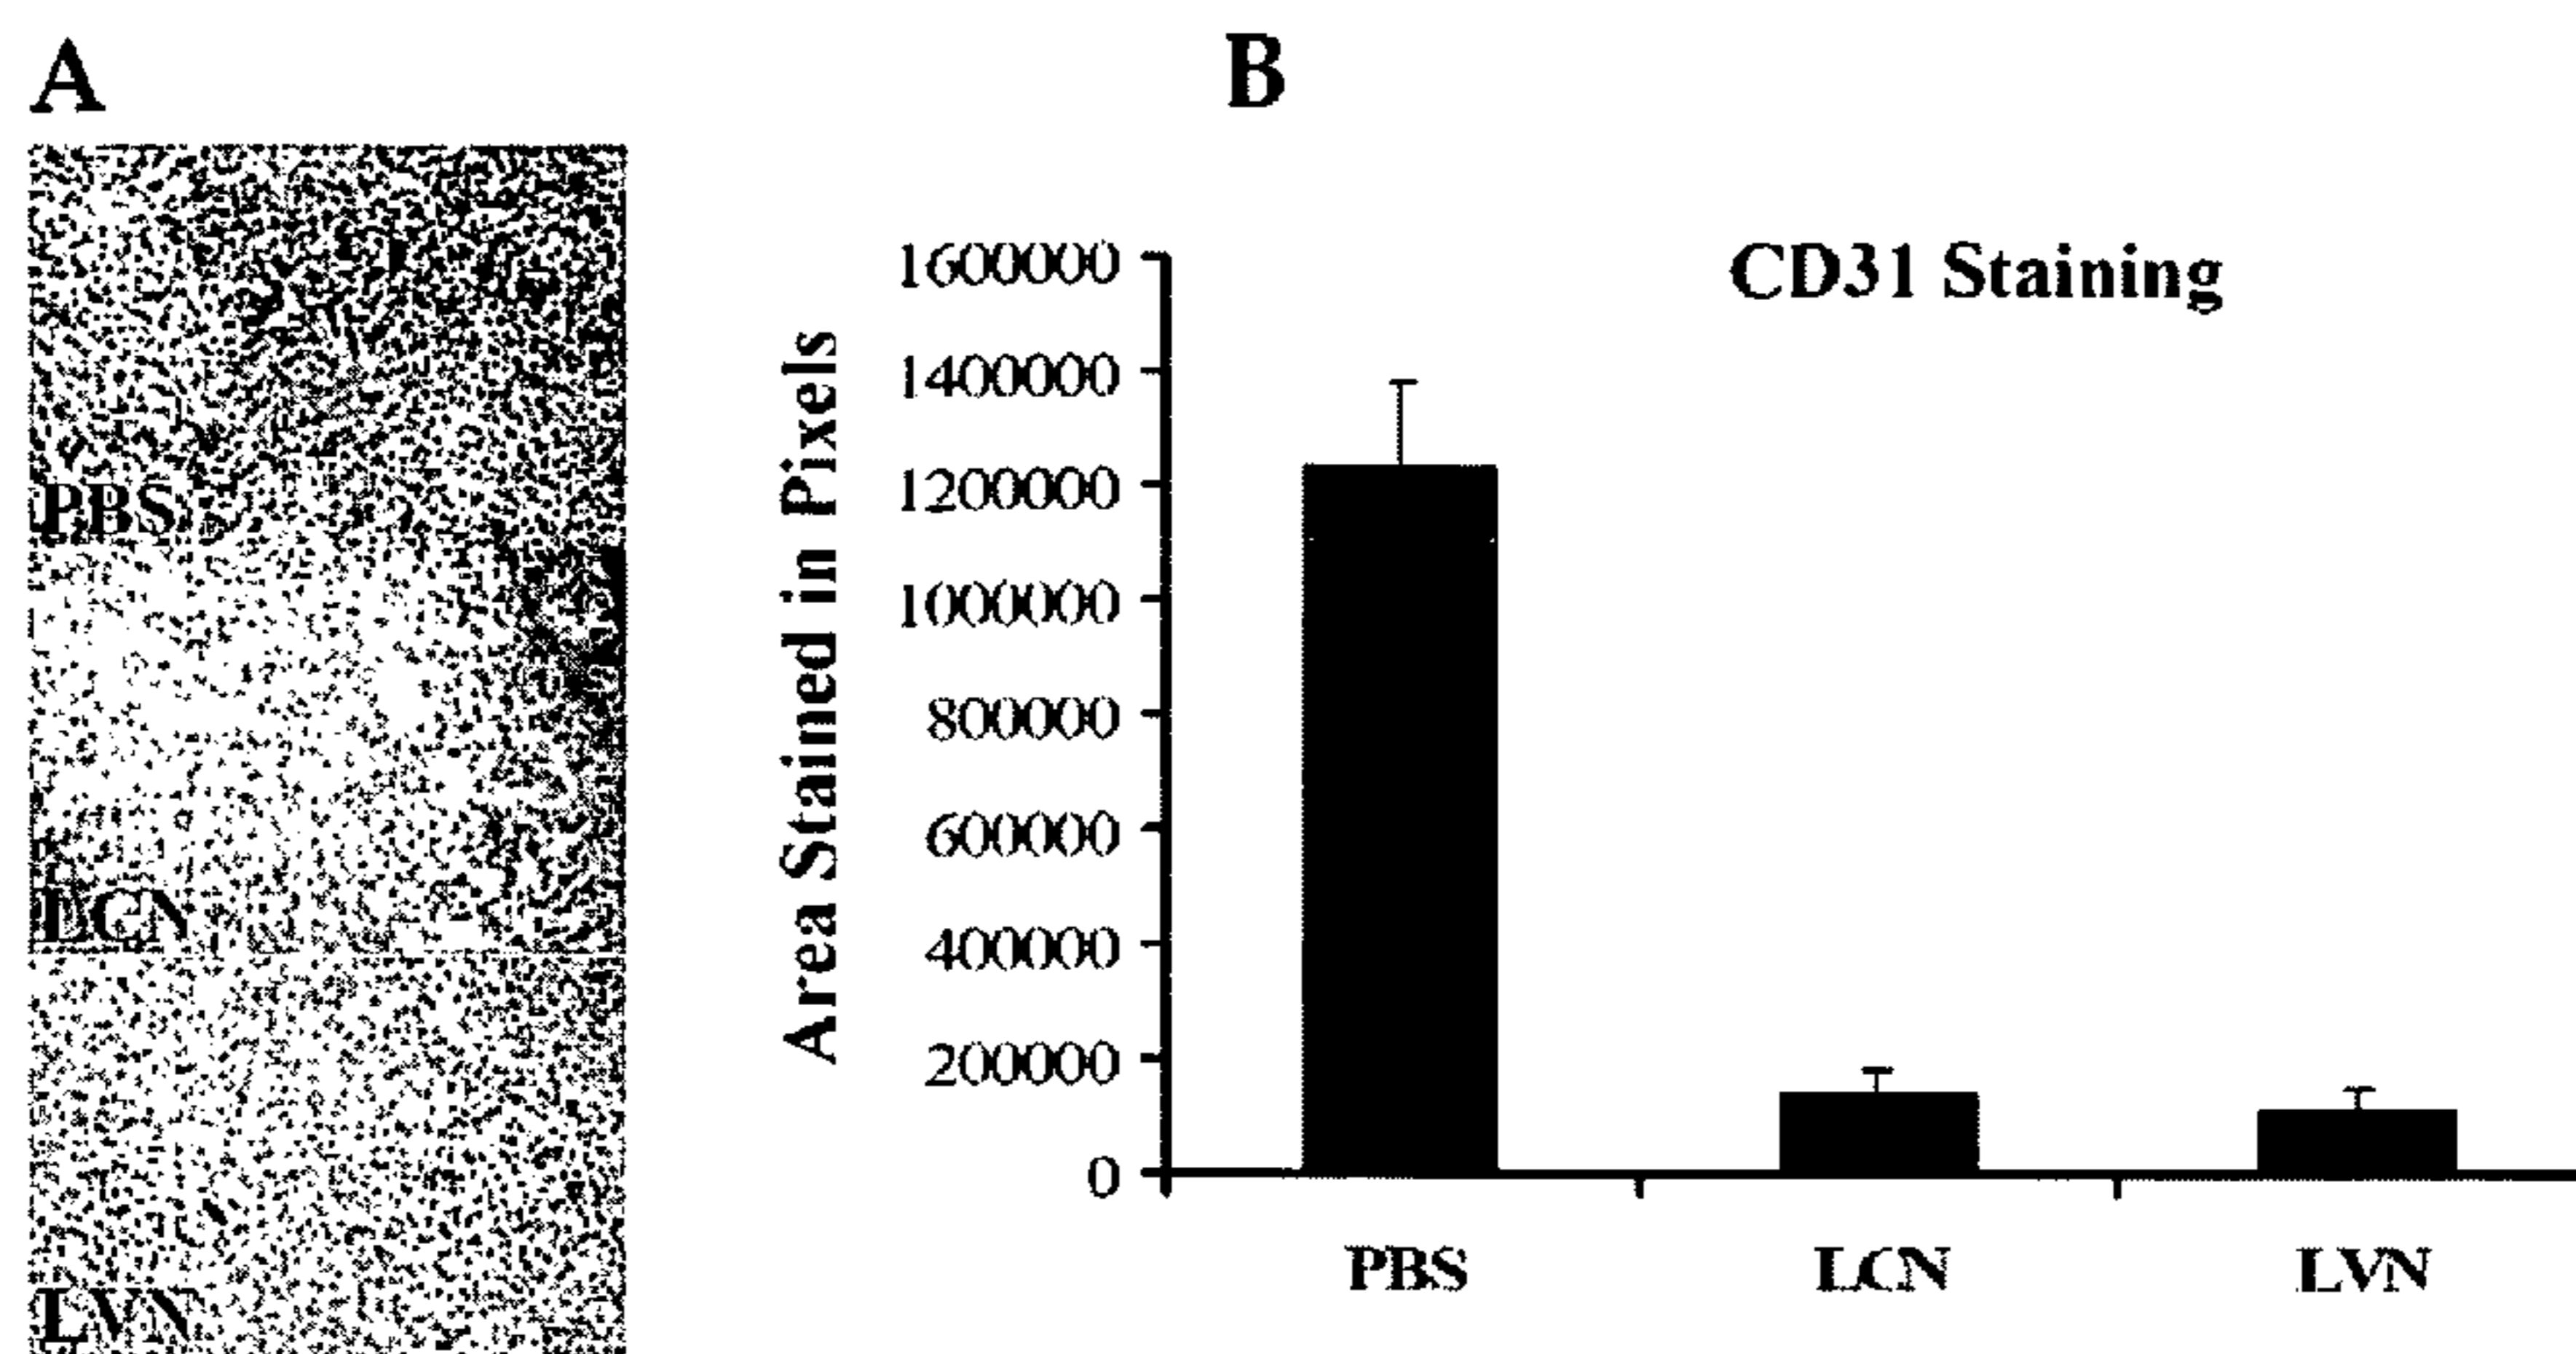 A
PBS
LCN
LVN
B
CD31 Staining
Area Stained in Pixels
1600000
1400000
1200000
1000000
800000
600000
400000
200000
0
PBS LCN LVN